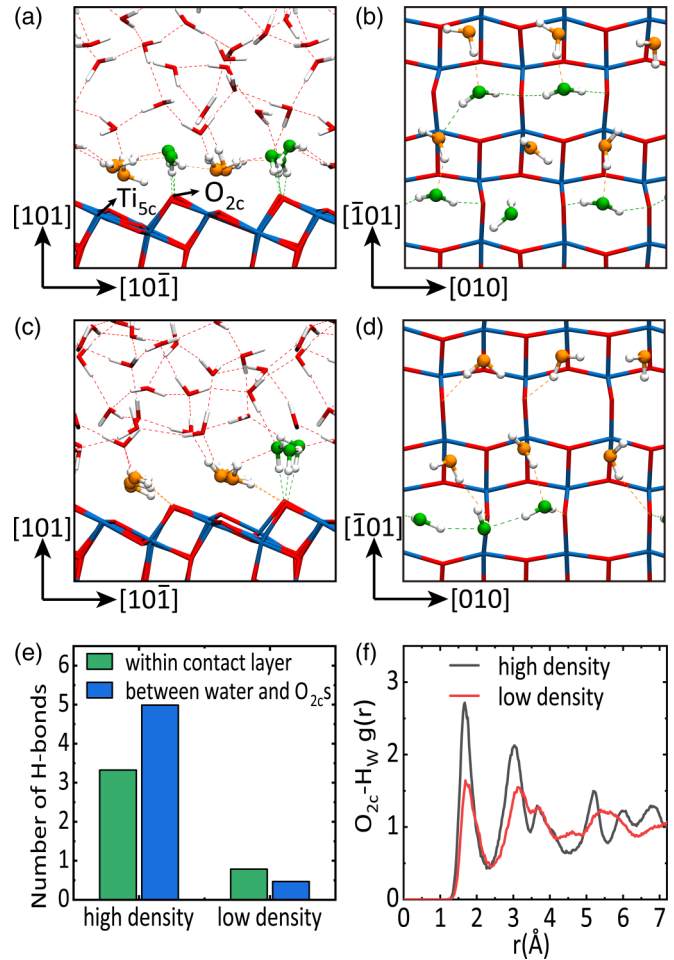 (a)
Ti5c
O2c
[101]
[101̄]
(b)
[1̄01]
[010]
(c)
[101]
[101̄]
(d)
[1̄01]
[010]
(e)
within contact layer
between water and O2cs
Number of H-bonds
6
5
4
3
2
1
0
high density
low density
(f)
high density
low density
O2c-HW g(r)
3
2
1
0
0 1 2 3 4 5 6 7
r(Å)